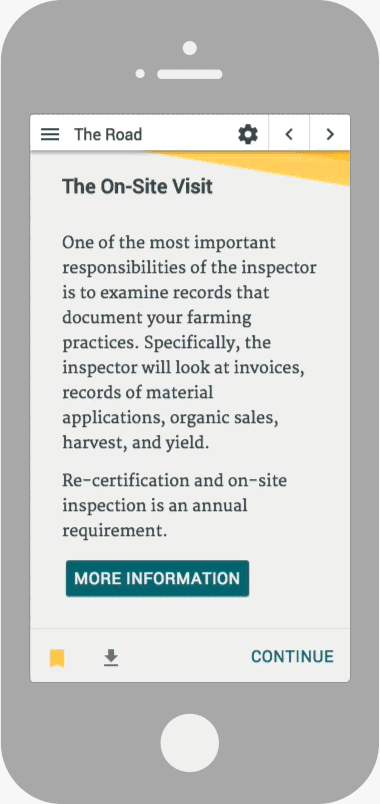 The Road
The On-Site Visit
One of the most important
responsibilities of the inspector
is to examine records that
document your farming
practices. Specifically, the
inspector will look at invoices,
records of material
applications, organic sales,
harvest, and yield.
Re-certification and on-site
inspection is an annual
requirement.
MORE INFORMATION
CONTINUE